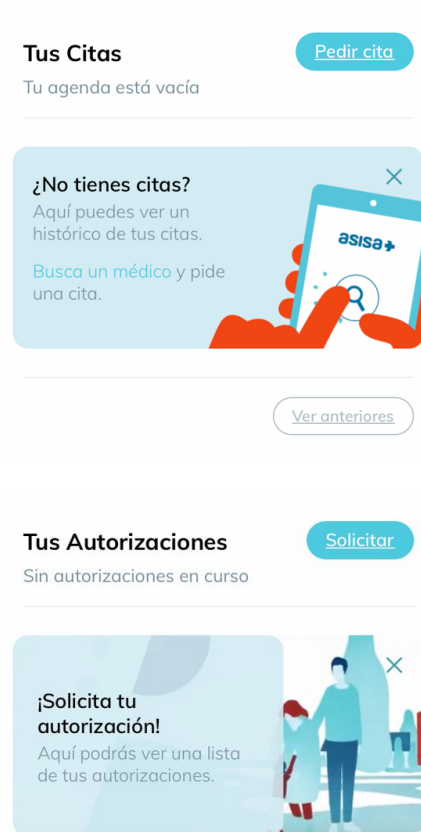 Tus Citas
Pedir cita
Tu agenda está vacía
¿No tienes citas?
Aquí puedes ver un
histórico de tus citas.
Busca un médico y pide
una cita.
asisa+
Ver anteriores
Tus Autorizaciones
Solicitar
Sin autorizaciones en curso
¡Solicita tu
autorización!
Aquí podrás ver una lista
de tus autorizaciones.